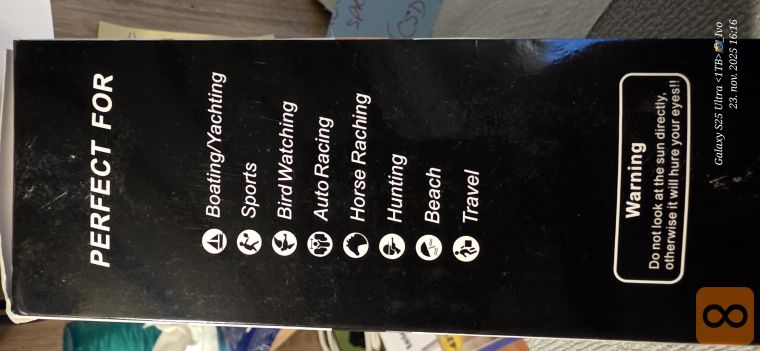 PERFECT FOR
Boating/Yachting
Sports
Bird Watching
Auto Racing
Horse Raching
Hunting
Beach
Travel
Warning
Do not look at the sun directly,
otherwise it will hure your eyes!!
Galaxy S25 Ultra <1TB>📸_Ivo
23. nov. 2025 16:16